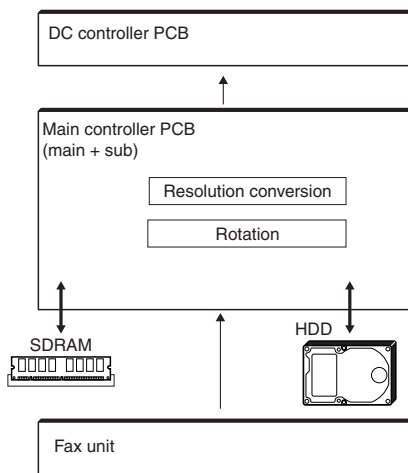 DC controller PCB
Main controller PCB
(main + sub)
Resolution conversion
Rotation
SDRAM
HDD
Fax unit